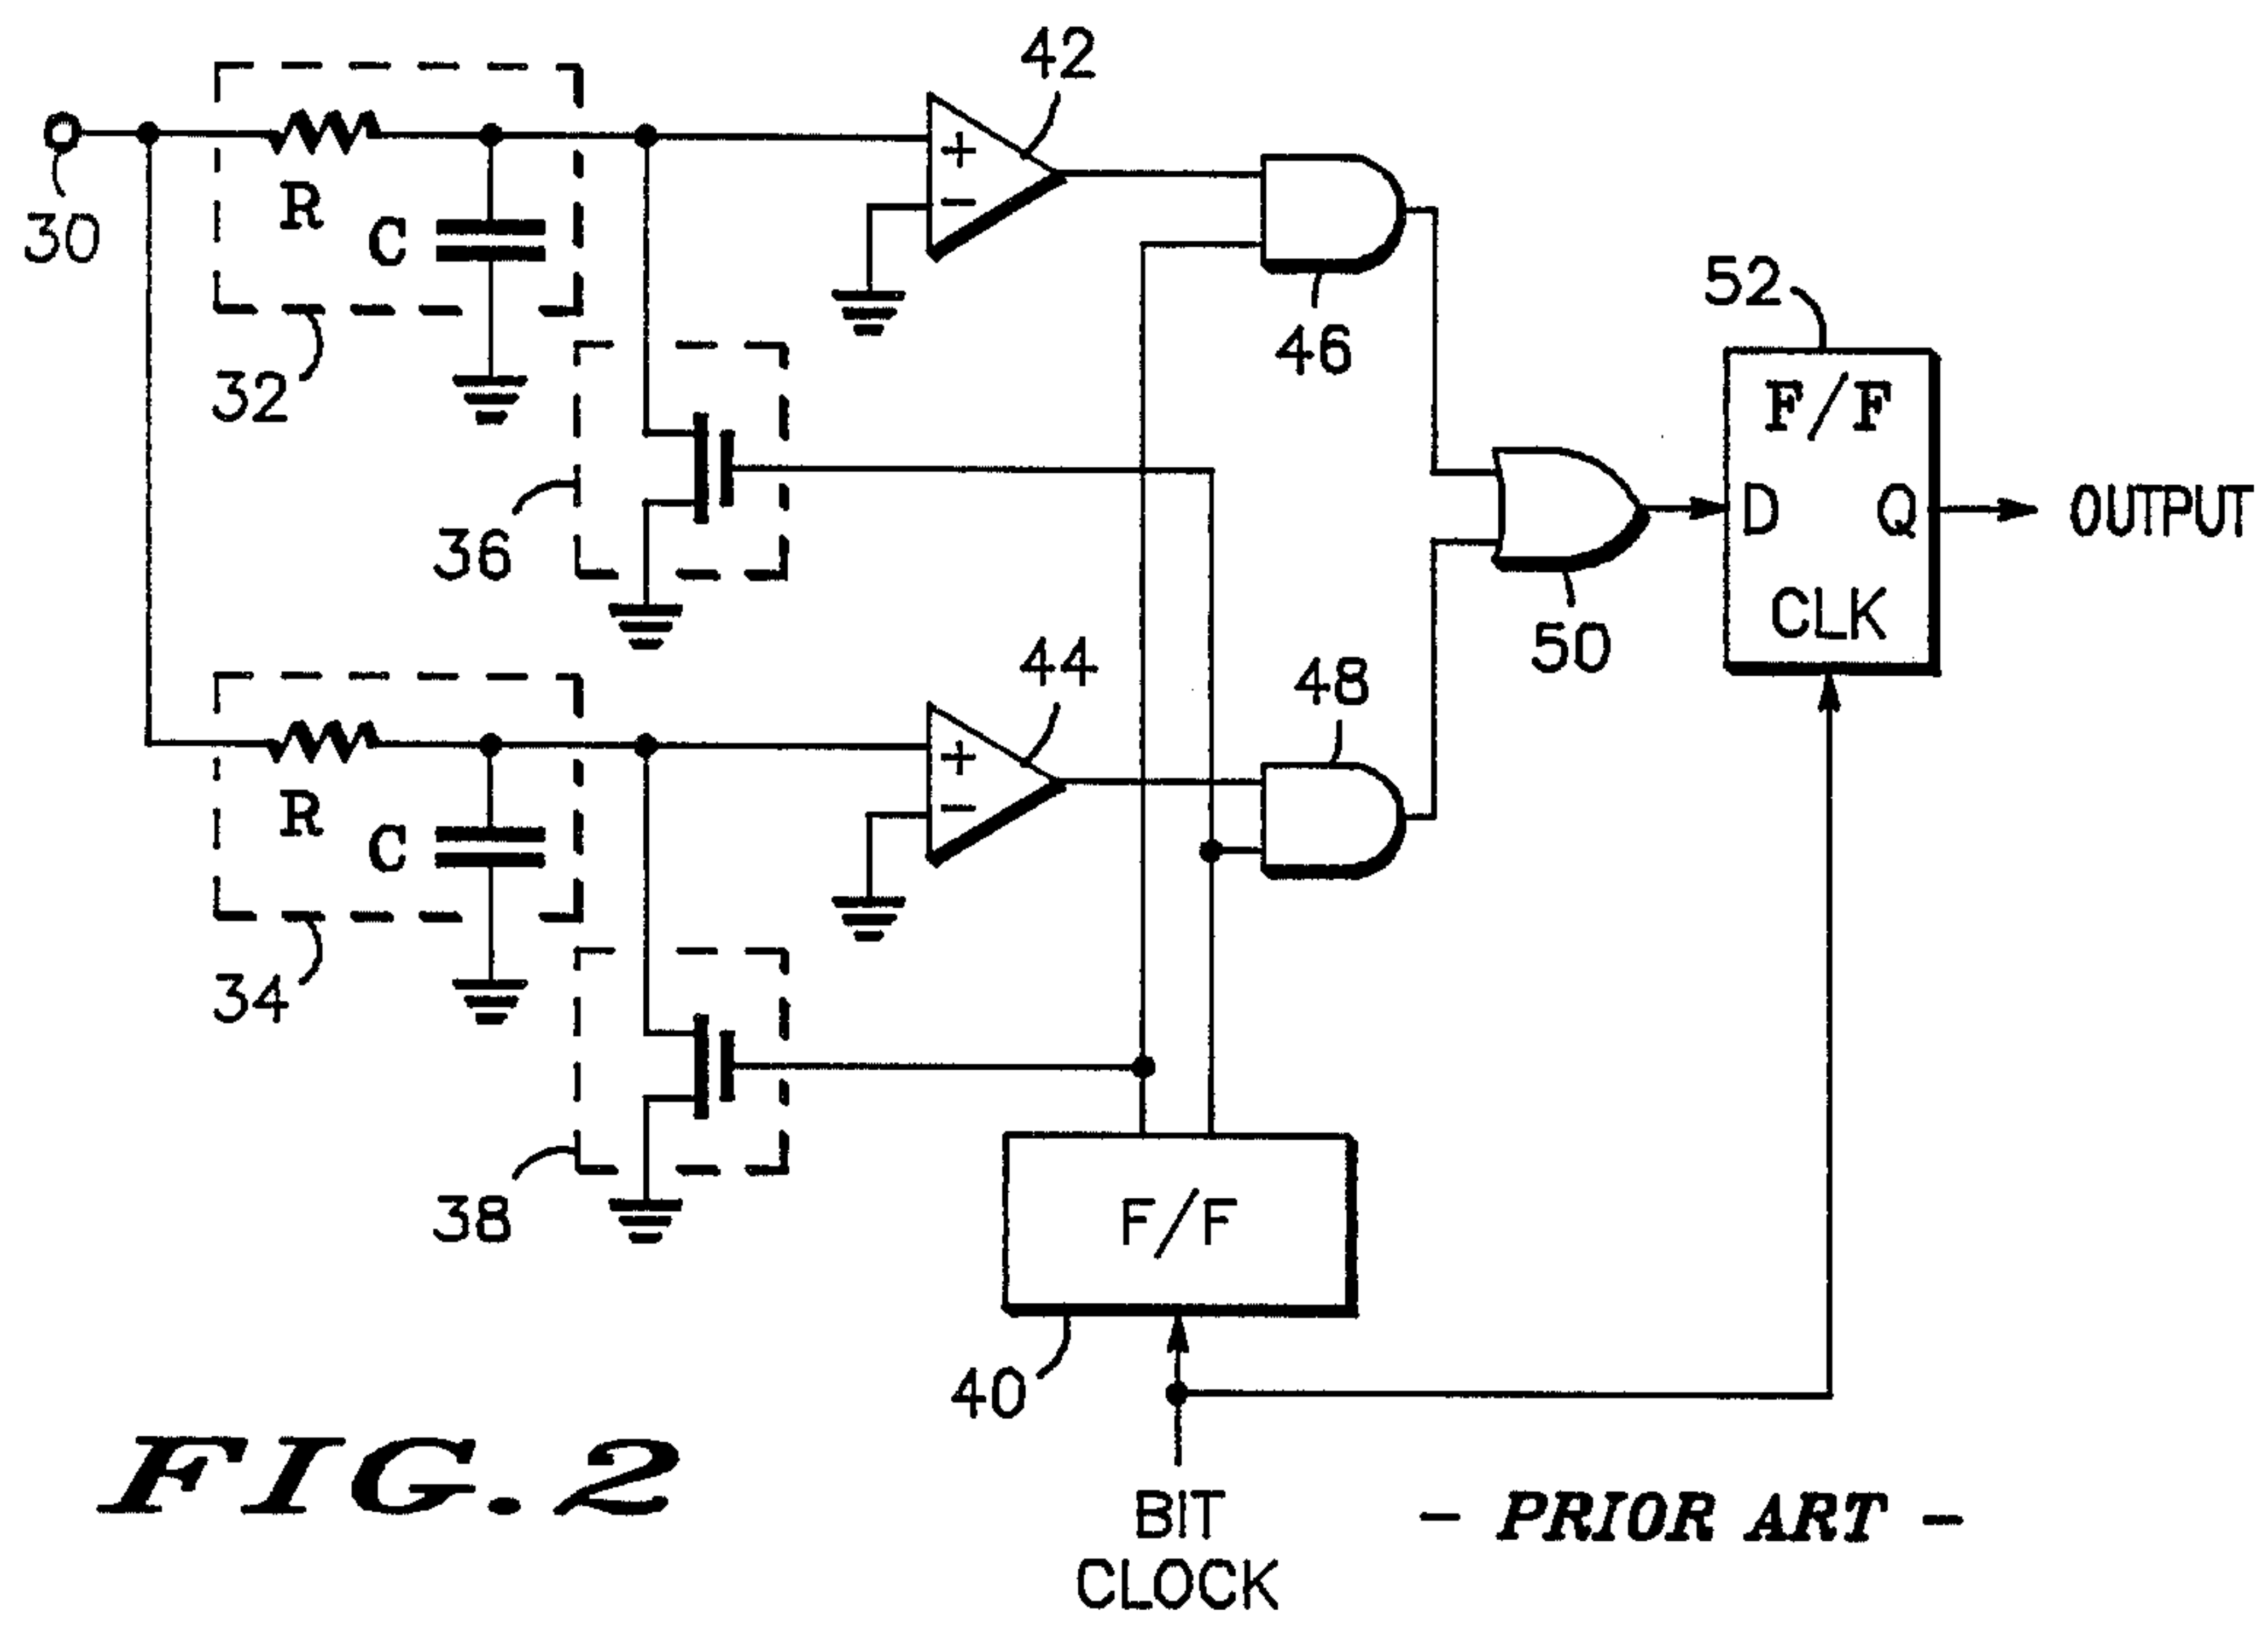 42
+
−
30
R
C
46
52
F/F
32
D
Q
OUTPUT
36
CLK
50
44
48
+
−
R
C
34
38
F/F
40
FIG.2
BIT
CLOCK
- PRIOR ART -